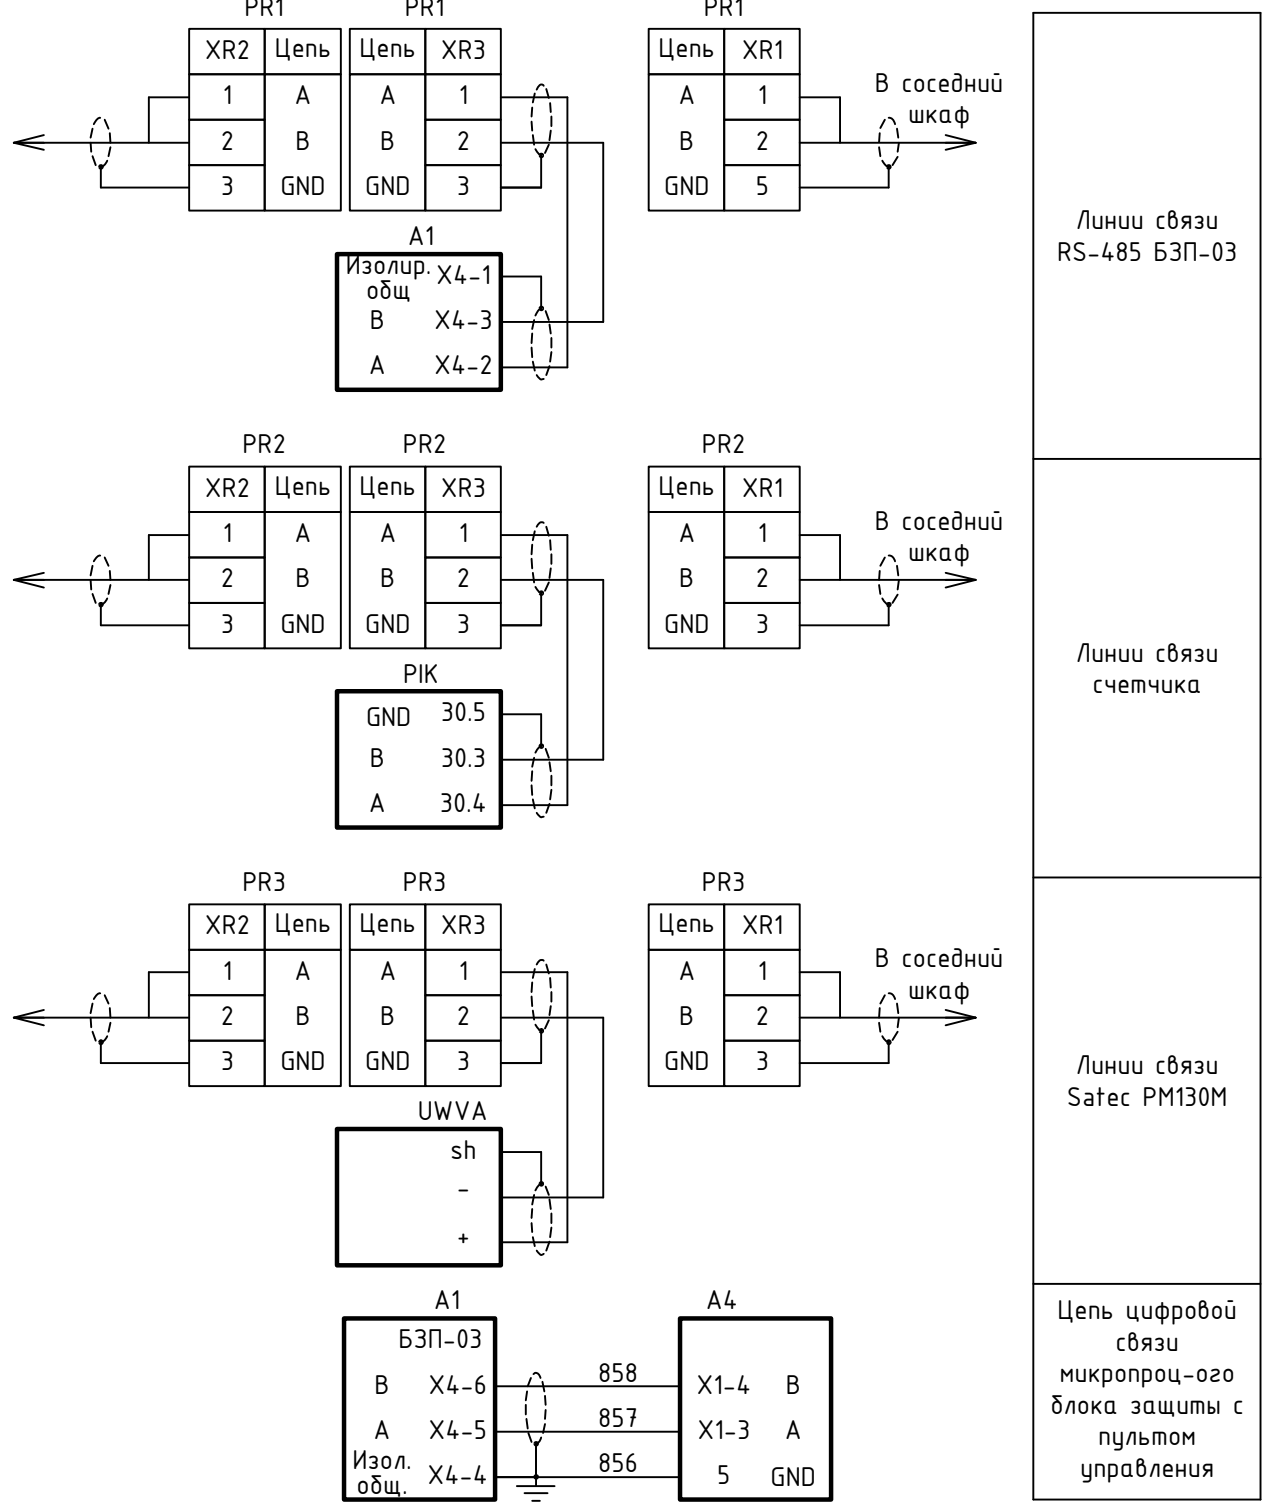 PR1 PR1 PR1
XR2 Цепь Цепь XR3 Цепь XR1
1 A A 1 A 1
2 B B 2 B 2
3 GND GND 3 GND 5
В соседний
шкаф
A1
Изолир.
общ X4-1
B X4-3
A X4-2
Линии связи
RS-485 БЗП-03
PR2 PR2 PR2
XR2 Цепь Цепь XR3 Цепь XR1
1 A A 1 A 1
2 B B 2 B 2
3 GND GND 3 GND 3
В соседний
шкаф
PIK
GND 30.5
B 30.3
A 30.4
Линии связи
счетчика
PR3 PR3 PR3
XR2 Цепь Цепь XR3 Цепь XR1
1 A A 1 A 1
2 B B 2 B 2
3 GND GND 3 GND 3
В соседний
шкаф
UWVA
sh
-
+
Линии связи
Satec PM130M
A1 A4
БЗП-03
B X4-6 858 X1-4 B
A X4-5 857 X1-3 A
Изол.
общ. X4-4 856 5 GND
Цепь цифровой
связи
микропроц-ого
блока защиты с
пультом
управления